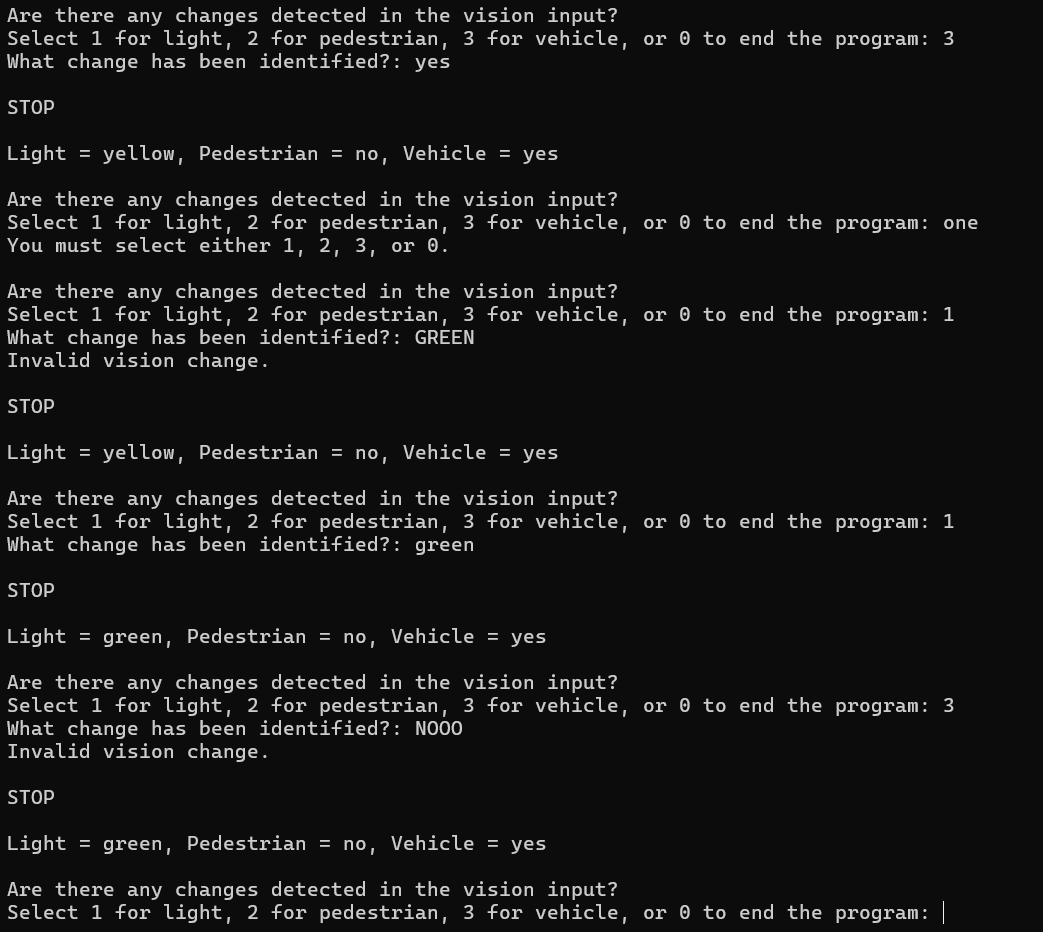 Are there any changes detected in the vision input?
Select 1 for light, 2 for pedestrian, 3 for vehicle, or 0 to end the program: 3
What change has been identified?: yes
STOP
Light = yellow, Pedestrian = no, Vehicle = yes
Are there any changes detected in the vision input?
Select 1 for light, 2 for pedestrian, 3 for vehicle, or 0 to end the program: one
You must select either 1, 2, 3, or 0.
Are there any changes detected in the vision input?
Select 1 for light, 2 for pedestrian, 3 for vehicle, or 0 to end the program: 1
What change has been identified?: GREEN
Invalid vision change.
STOP
Light = yellow, Pedestrian = no, Vehicle = yes
Are there any changes detected in the vision input?
Select 1 for light, 2 for pedestrian, 3 for vehicle, or 0 to end the program: 1
What change has been identified?: green
STOP
Light = green, Pedestrian = no, Vehicle = yes
Are there any changes detected in the vision input?
Select 1 for light, 2 for pedestrian, 3 for vehicle, or 0 to end the program: 3
What change has been identified?: NOOO
Invalid vision change.
STOP
Light = green, Pedestrian = no, Vehicle = yes
Are there any changes detected in the vision input?
Select 1 for light, 2 for pedestrian, 3 for vehicle, or 0 to end the program: